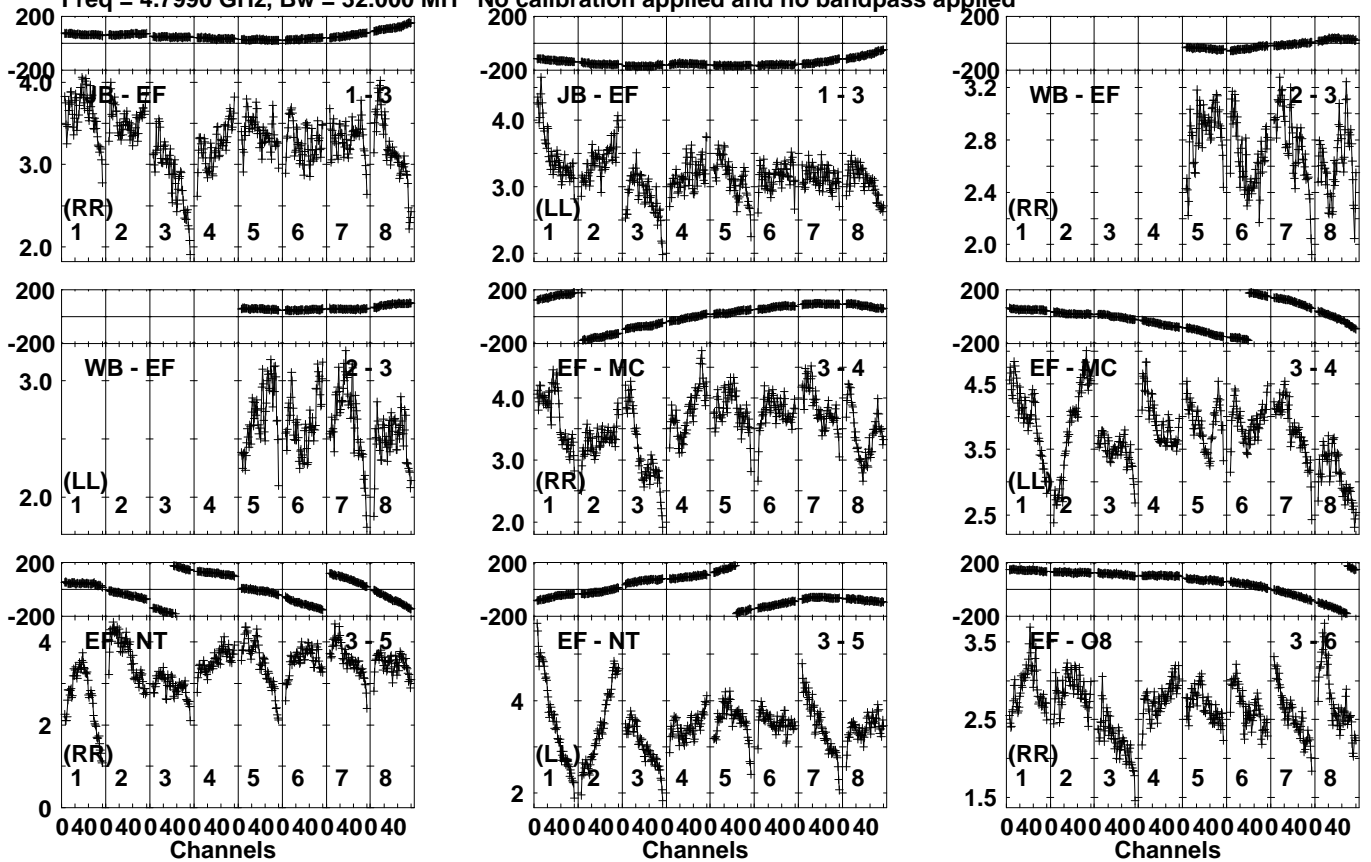 Freq = 4.7990 GHz, Bw = 32.000 MH No calibration applied and no bandpass applied
200
-200
4.0
3.0
2.0
JB - EF 1 - 3
(RR)
1 2 3 4 5 6 7 8
200
-200
4.0
3.0
2.0
JB - EF 1 - 3
(LL)
1 2 3 4 5 6 7 8
200
-200
3.2
2.8
2.4
2.0
WB - EF 2 - 3
(RR)
1 2 3 4 5 6 7 8
200
-200
3.0
2.0
WB - EF 2 - 3
(LL)
1 2 3 4 5 6 7 8
200
-200
4.0
3.0
2.0
EF - MC 3 - 4
(RR)
1 2 3 4 5 6 7 8
200
-200
4.5
3.5
2.5
EF - MC 3 - 4
(LL)
1 2 3 4 5 6 7 8
200
-200
4
2
0
EF - NT 3 - 5
(RR)
1 2 3 4 5 6 7 8
0 40 0 40 0 40 0 40 0 40 0 40 0 40 0 40
Channels
200
-200
4
2
EF - NT 3 - 5
(LL)
1 2 3 4 5 6 7 8
0 40 0 40 0 40 0 40 0 40 0 40 0 40 0 40
Channels
200
-200
3.5
2.5
1.5
EF - O8 3 - 6
(RR)
1 2 3 4 5 6 7 8
0 40 0 40 0 40 0 40 0 40 0 40 0 40 0 40
Channels